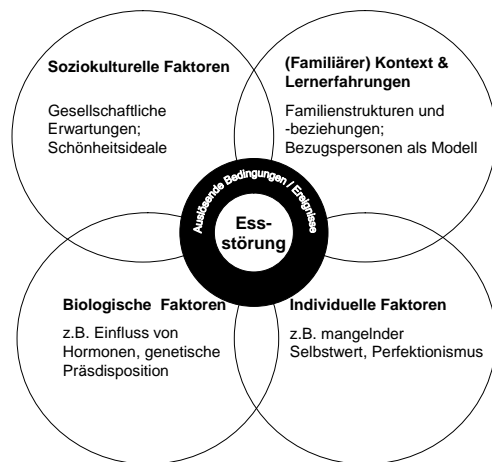 Soziokulturelle Faktoren
Gesellschaftliche
Erwartungen;
Schönheitsideale
(Familiärer) Kontext &
Lernerfahrungen
Familienstrukturen und
-beziehungen;
Bezugspersonen als Modell
Auslösende Bedingungen / Ereignisse
Ess-
störung
Biologische Faktoren
z.B. Einfluss von
Hormonen, genetische
Präsdisposition
Individuelle Faktoren
z.B. mangelnder
Selbstwert, Perfektionismus